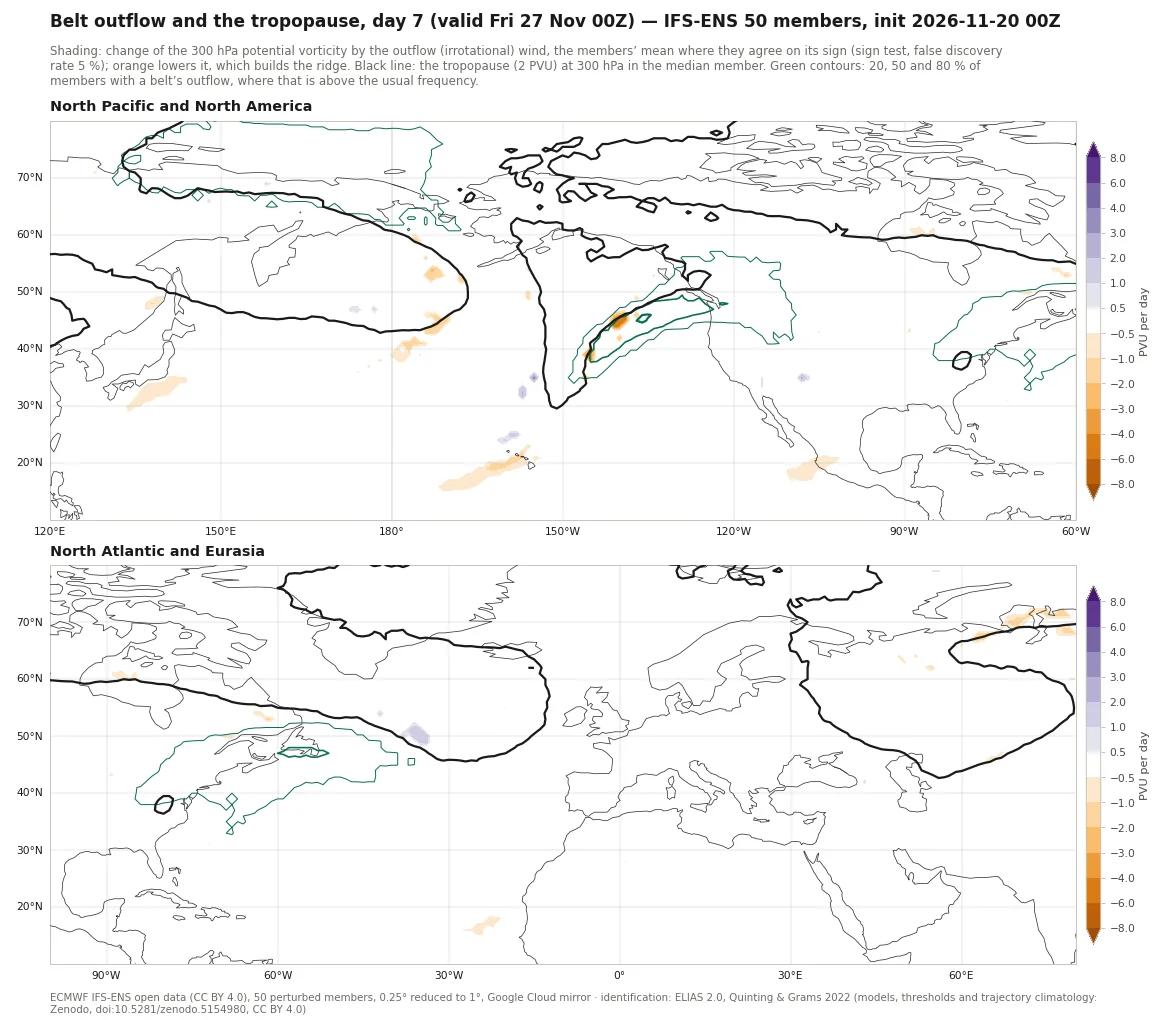 Belt outflow and the tropopause, day 7 (valid Fri 27 Nov 00Z) — IFS-ENS 50 members, init 2026-11-20 00Z
Shading: change of the 300 hPa potential vorticity by the outflow (irrotational) wind, the members’ mean where they agree on its sign (sign test, false discovery
rate 5 %); orange lowers it, which builds the ridge. Black line: the tropopause (2 PVU) at 300 hPa in the median member. Green contours: 20, 50 and 80 % of
members with a belt’s outflow, where that is above the usual frequency.
North Pacific and North America
70°N
60°N
50°N
40°N
30°N
20°N
120°E
150°E
180°
150°W
120°W
90°W
60°W
8.0
6.0
4.0
3.0
2.0
1.0
0.5
−0.5
−1.0
−2.0
−3.0
−4.0
−6.0
−8.0
PVU per day
North Atlantic and Eurasia
70°N
60°N
50°N
40°N
30°N
20°N
90°W
60°W
30°W
0°
30°E
60°E
8.0
6.0
4.0
3.0
2.0
1.0
0.5
−0.5
−1.0
−2.0
−3.0
−4.0
−6.0
−8.0
PVU per day
ECMWF IFS-ENS open data (CC BY 4.0), 50 perturbed members, 0.25° reduced to 1°, Google Cloud mirror · identification: ELIAS 2.0, Quinting & Grams 2022 (models, thresholds and trajectory climatology:
Zenodo, doi:10.5281/zenodo.5154980, CC BY 4.0)